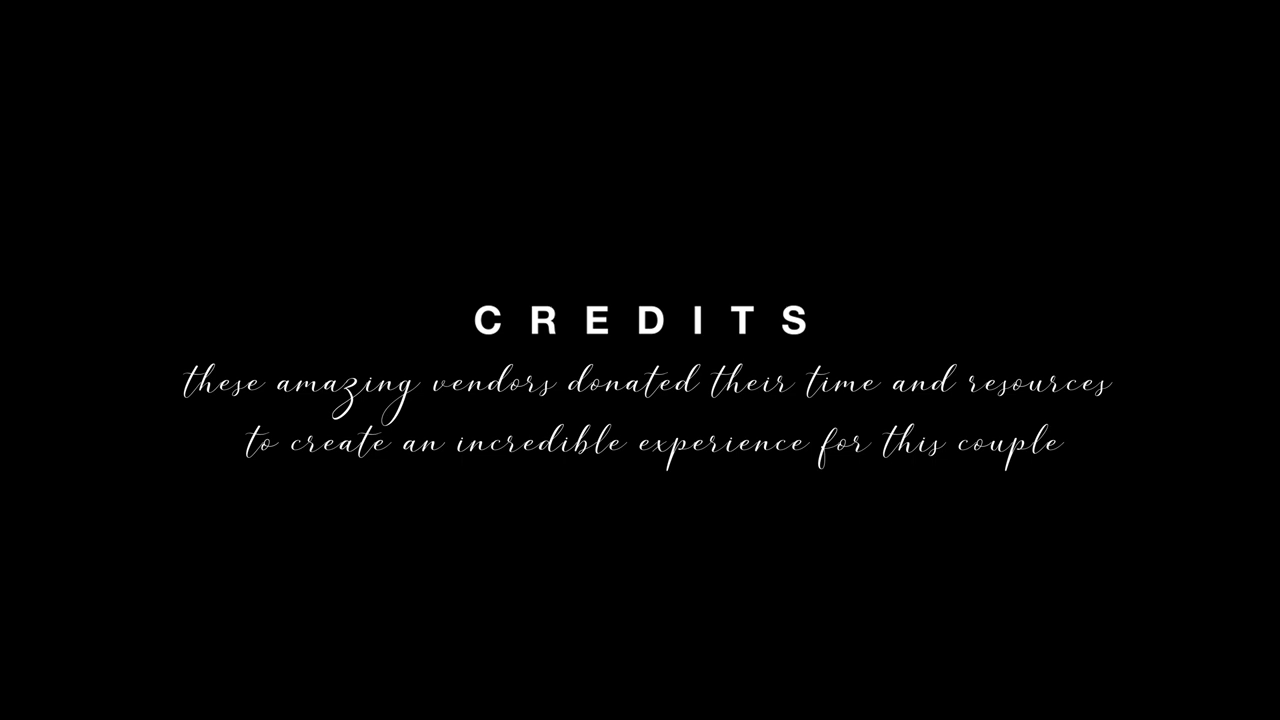 CREDITS
these amazing vendors donated their time and resources
to create an incredible experience for this couple